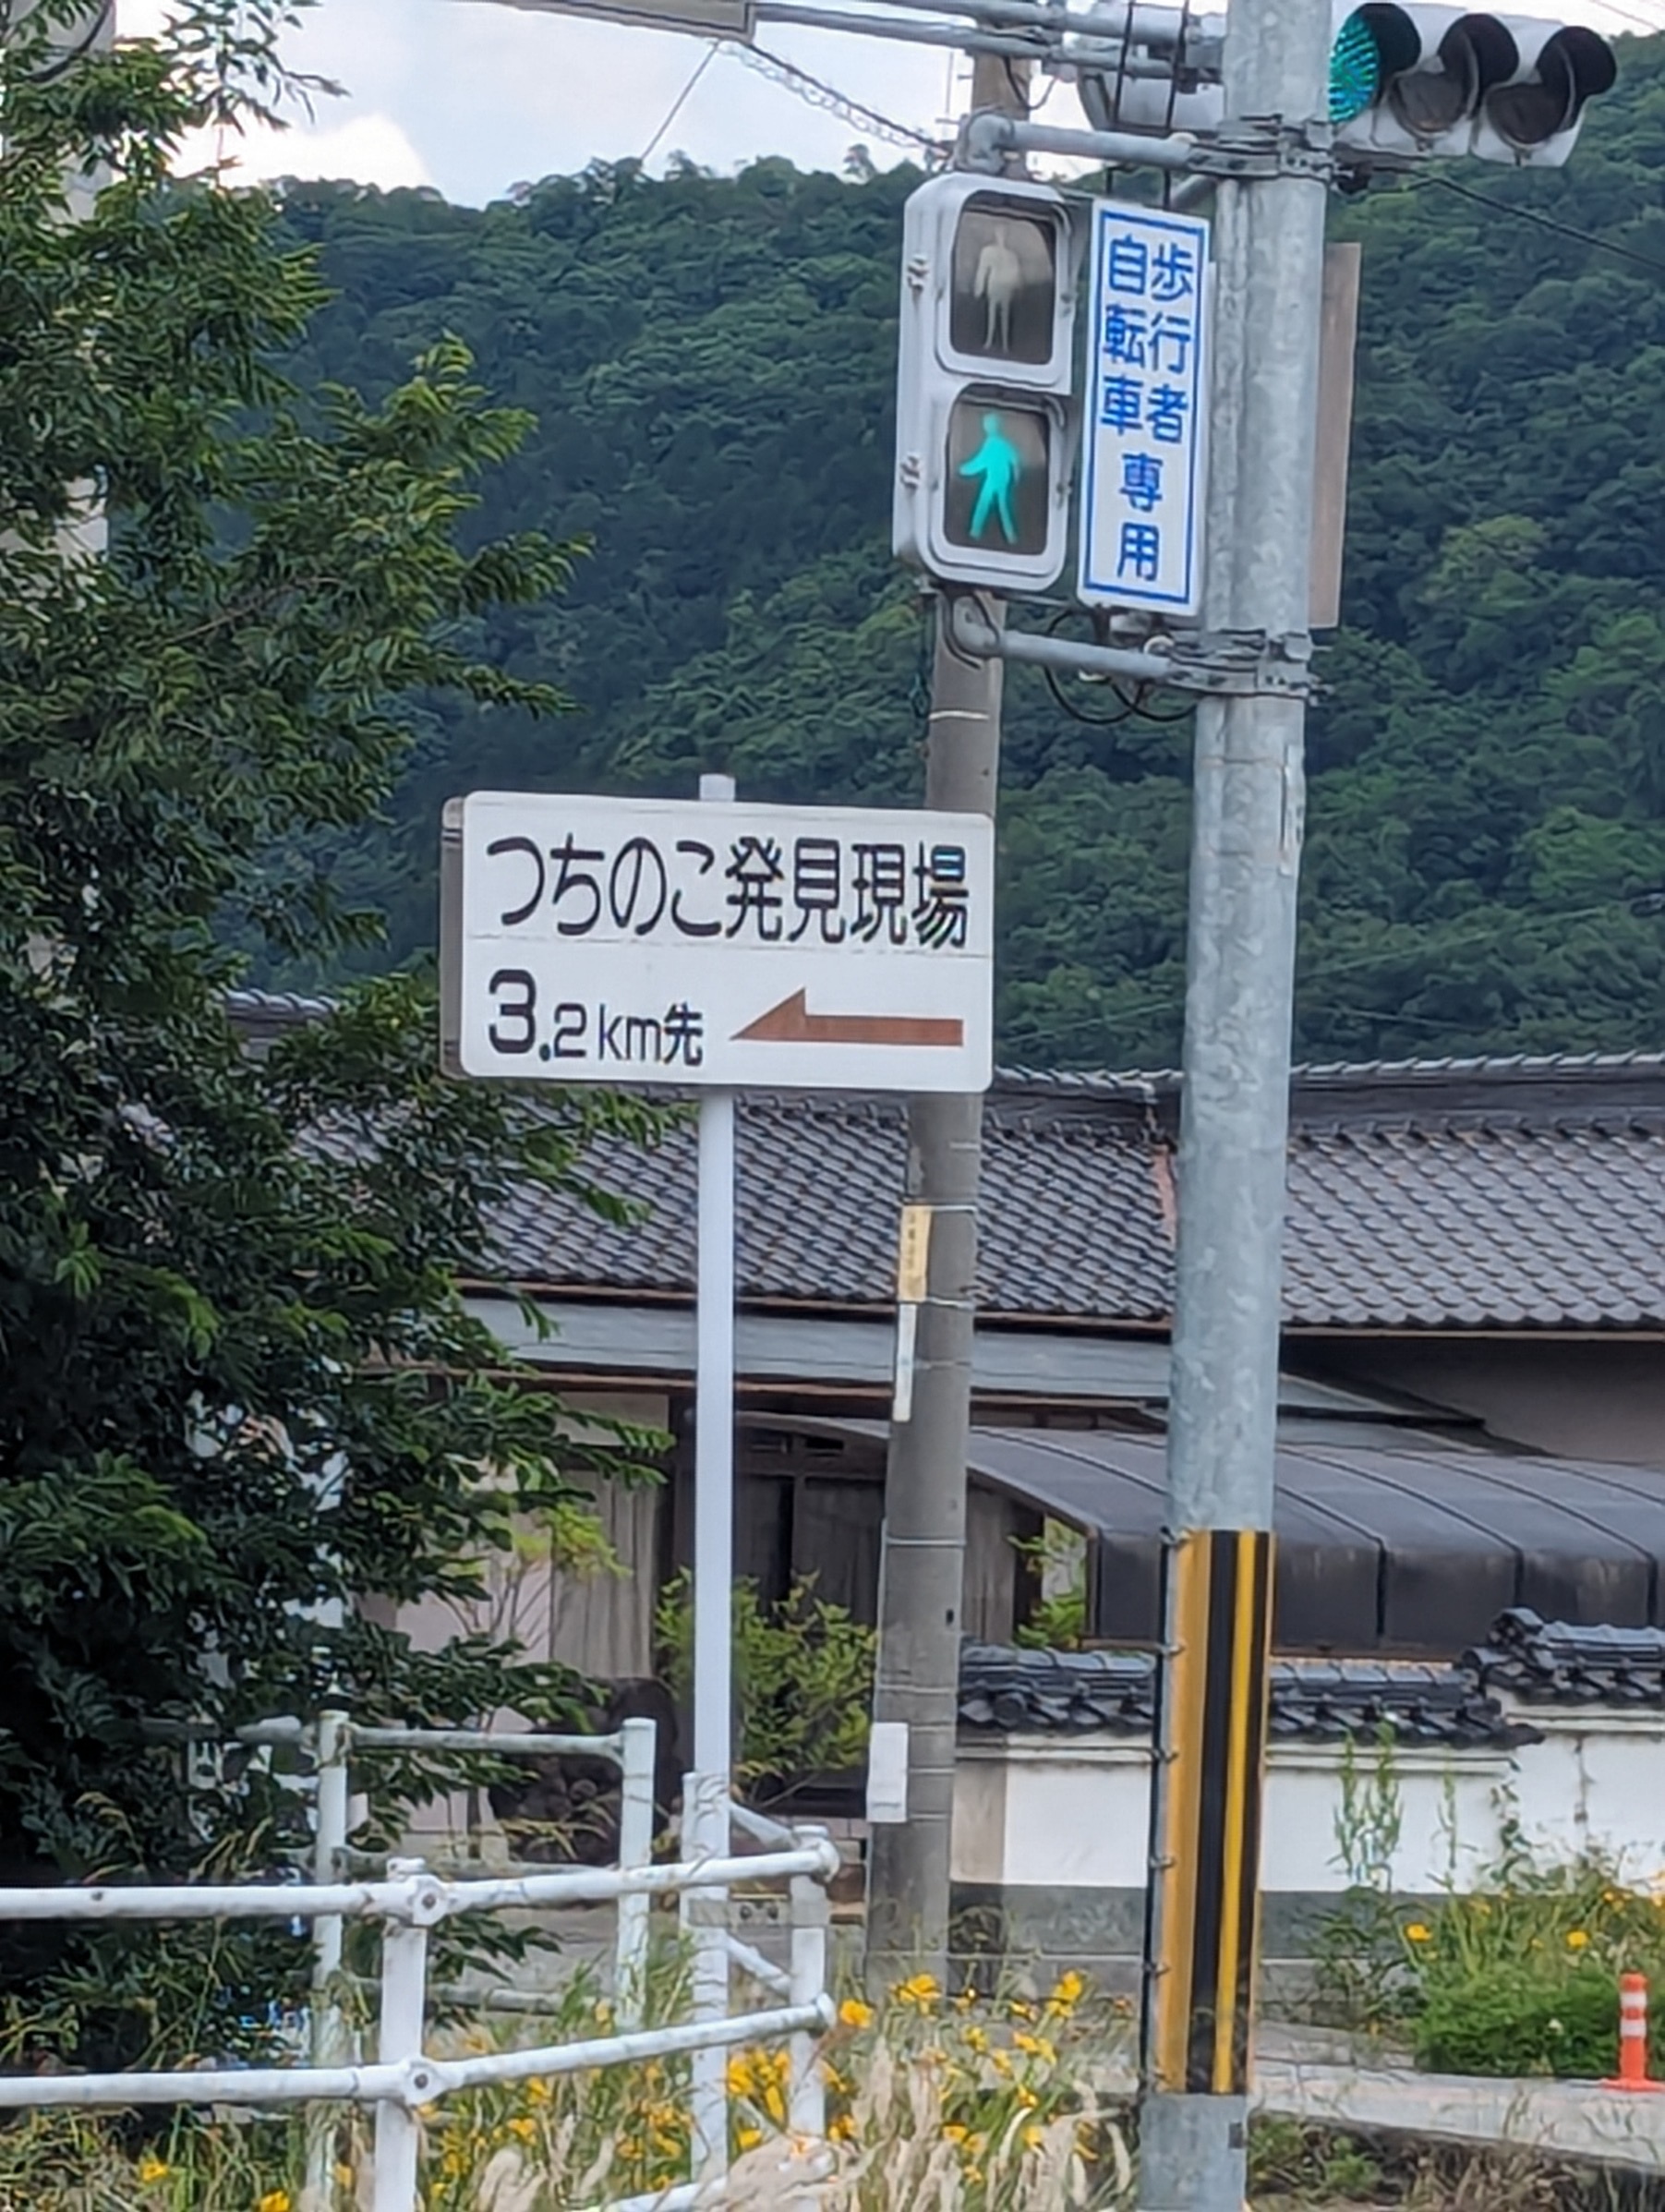 歩行者
自転車
専用
つちのこ発見現場
3.2km先